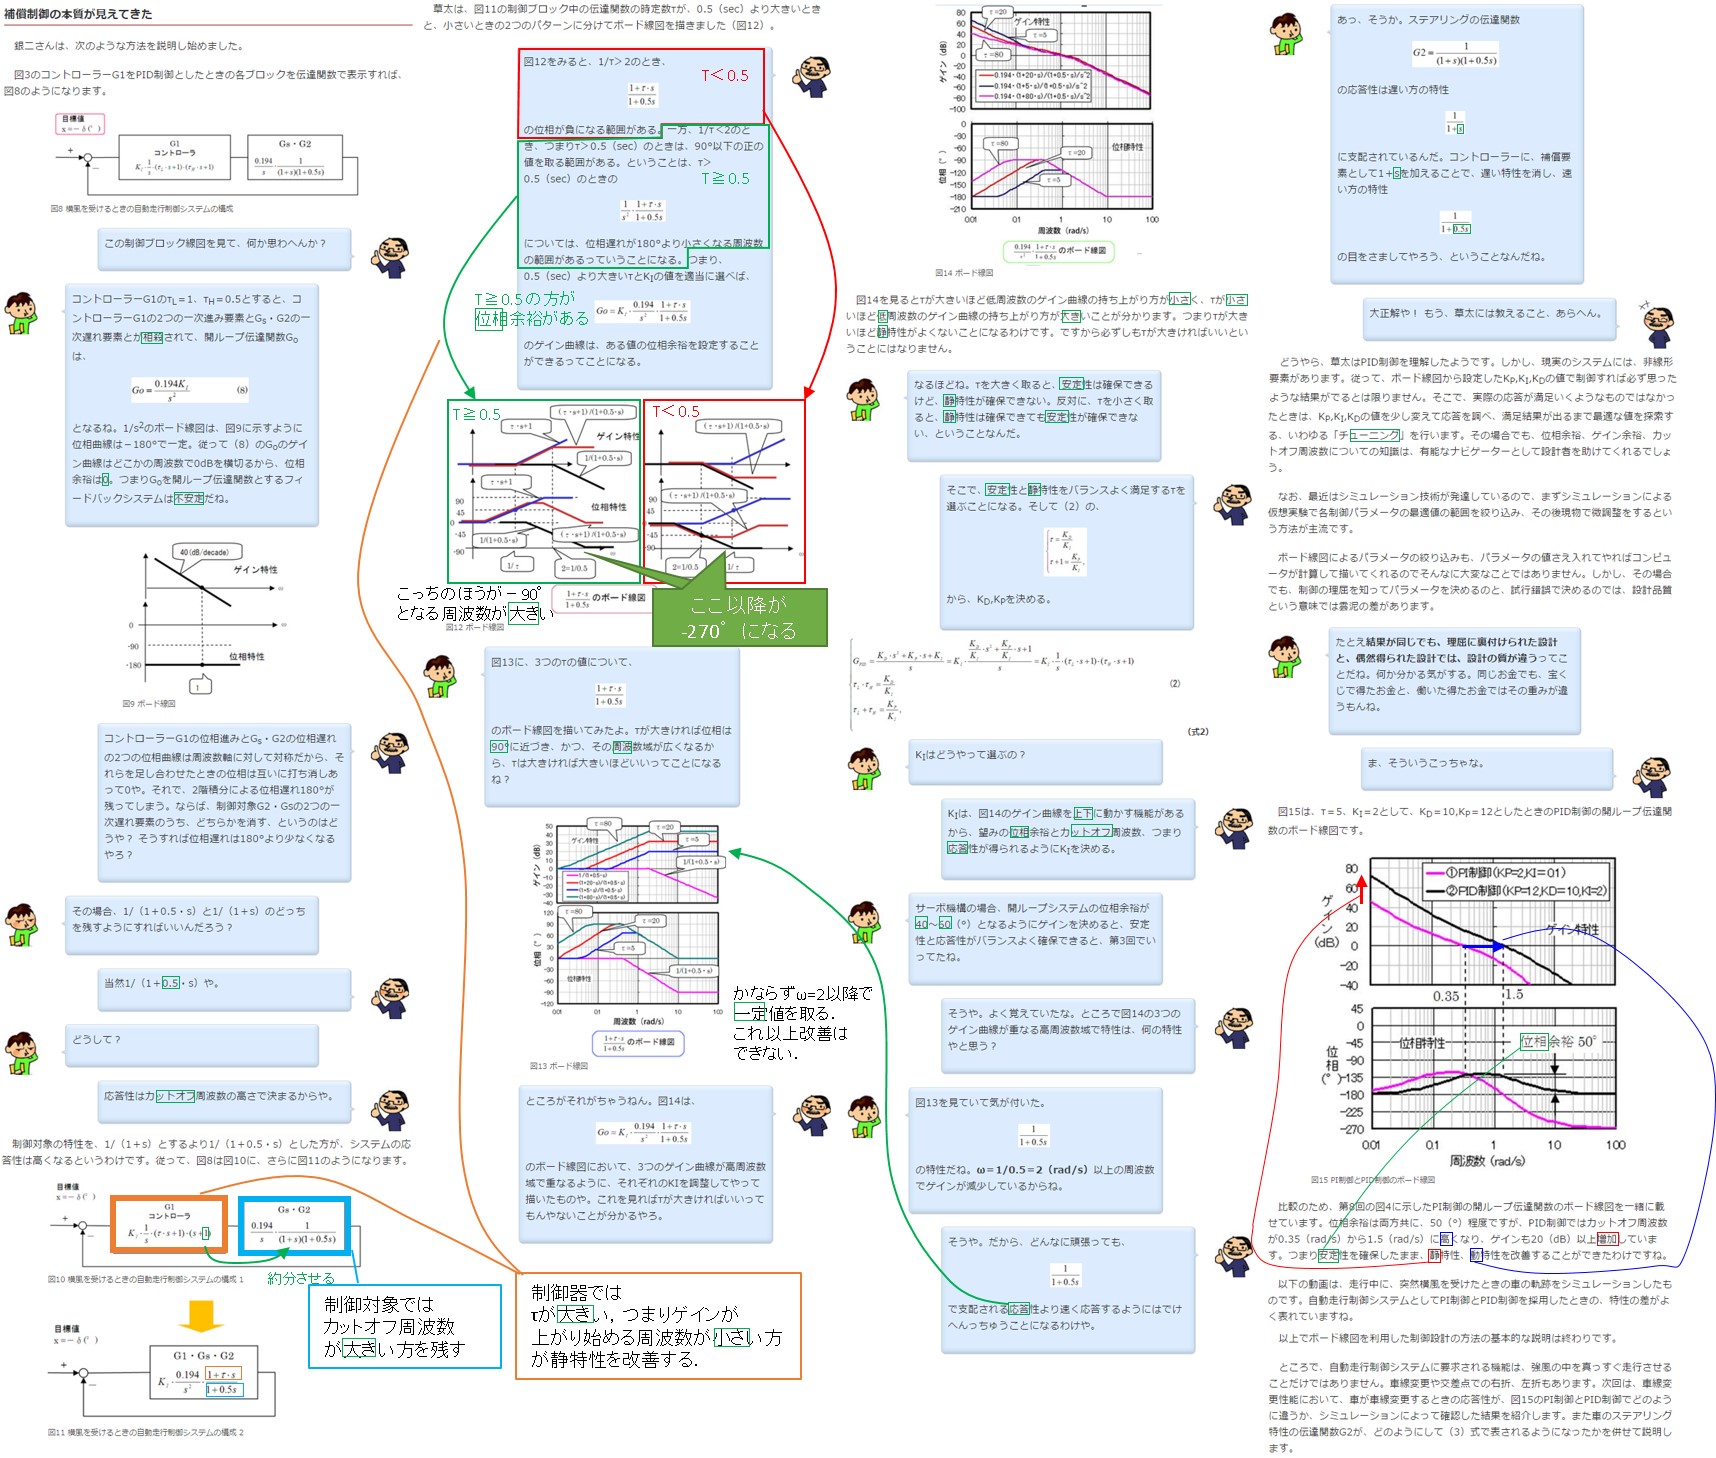 補償制御の本質が見えてきた
銀二さんは、次のような方法を説明し始めました。
図3のコントローラーG1をPID制御としたときの各ブロックを伝達関数で表示すれば、
図8のようになります。
目標値
x=－δ(°)
G1
コントローラ
Gs・G2
図8 横風を受けるときの自動走行制御システムの構成
この制御ブロック線図を見て、何か思わへんか？
コントローラーG1のτL＝1、τH＝0.5とすると、コ
ントローラーG1の2つの一次進み要素とGs・G2の一
次遅れ要素とが相殺されて、開ループ伝達関数Go
は、
Go = 0.194KI / s² (8)
となるね。1/s²のボード線図は、図9に示すように
位相曲線は－180°で一定。従って（8）のGoのゲイ
ン曲線はどこかの周波数で0dBを横切るから、位相
余裕は0。つまりGoを開ループ伝達関数とするフィ
ードバックシステムは不安定だね。
40(dB/decade)
ゲイン特性
ω
0
-90
-180
位相特性
1
図9 ボード線図
コントローラーG1の位相進みとGs・G2の位相遅れ
の2つの位相曲線は周波数軸に対して対称だから、そ
れらを足し合わせたときの位相は互いに打ち消しあ
って0や。それで、2階積分による位相遅れ180°が
残ってしまう。ならば、制御対象G2・Gsの2つの一
次遅れ要素のうち、どちらかを消す、というのはど
うや？ そうすれば位相遅れは180°より少なくなる
やろ？
その場合、1/（1+0.5・s）と1/（1+s）のどっち
を残すようにすればいいんだろう？
当然1/（1+0.5・s）や。
どうして？
応答性はカットオフ周波数の高さで決まるからや。
制御対象の特性を、1/（1+s）とするより1/（1+0.5・s）とした方が、システムの応
答性は高くなるというわけです。従って、図8は図10に、さらに図11のようになります。
目標値
x=－δ(°)
G1
コントローラ
Gs・G2
約分させる
図10 横風を受けるときの自動走行制御システムの構成 1
目標値
x=－δ(°)
G1・Gs・G2
図11 横風を受けるときの自動走行制御システムの構成 2
制御対象では
カットオフ周波数
が大きい方を残す
草太は、図11の制御ブロック中の伝達関数の時定数τが、0.5（sec）より大きいときと
と、小さいときの2つのパターンに分けてボード線図を描きました（図12）。
図12をみると、1/τ＞2のとき、
τ＜0.5
1+τ·s / 1+0.5s
の位相が負になる範囲がある。一方、1/τ＜2のと
き、つまりτ＞0.5（sec）のときは、90°以下の正の
値を取る範囲がある。ということは、τ＞
0.5（sec）のときの
τ≧0.5
1/s² · 1+τ·s / 1+0.5s
については、位相遅れが180°より小さくなる周波数
の範囲があるっていうことになる。つまり、
0.5（sec）より大きいτとKIの値を適当に選べば、
Go = KI · 0.194/s² · 1+τ·s / 1+0.5s
のゲイン曲線は、ある値の位相余裕を設定すること
ができるってことになる。
τ≧0.5の方が
位相余裕がある
τ≧0.5
τ＜0.5
ゲイン特性
位相特性
こっちのほうが－90°
となる周波数が大きい
1+τ·s / 1+0.5s のボード線図
図12 ボード線図
ここ以降が
-270°になる
図13に、3つのτの値について、
1+τ·s / 1+0.5s
のボード線図を描いてみたよ。τが大きければ位相は
90°に近づき、かつ、その周波数域が広くなるか
ら、τは大きければ大きいほどいいってことになる
ね？
ゲイン特性
ゲイン（dB）
位相特性
位相（°）
周波数（rad/s）
1+τ·s / 1+0.5s のボード線図
図13 ボード線図
かならずω=2以降で
一定値を取る．
これ以上改善は
できない．
ところがそれがちゃうねん。図14は、
Go = KI · 0.194/s² · 1+τ·s / 1+0.5s
のボード線図において、3つのゲイン曲線が高周波数
域で重なるように、それぞれのKIを調整してやって
描いたものや。これを見ればτが大きければいいって
もんやないことが分かるやろ。
制御器では
τが大きい，つまりゲインが
上がり始める周波数が小さい方
が静特性を改善する．
ゲイン特性
τ=20
τ=5
τ=80
ゲイン（dB）
0.194・(1+20・s)/(1+0.5・s)/s^2
0.194・(1+5・s)/(1+0.5・s)/s^2
0.194・(1+80・s)/(1+0.5・s)/s^2
位相特性
τ=80
τ=20
τ=5
位相（°）
周波数（rad/s）
0.194/s² · 1+τ·s / 1+0.5s のボード線図
図14 ボード線図
図14を見るとτが大きいほど低周波数のゲイン曲線の持ち上がり方が小さく、τが小さ
いほど低周波数のゲイン曲線の持ち上がり方が大きいことが分かります。つまりτが大き
いほど静特性がよくないことになるわけです。ですから必ずしもτが大きければいいとい
うことにはなりません。
なるほどね。τを大きく取ると、安定性は確保できる
けど、静特性が確保できない。反対に、τを小さく取
ると、静特性は確保できても安定性が確保できな
い、ということなんだ。
そこで、安定性と静特性をバランスよく満足するτを
選ぶことになる。そして（2）の、
τ = KD/KI
τ+1 = KP/KI,
から、KD,KPを決める。
(2)
(式2)
KIはどうやって選ぶの？
KIは、図14のゲイン曲線を上下に動かす機能がある
から、望みの位相余裕とカットオフ周波数、つまり
応答性が得られるようにKIを決める。
サーボ機構の場合、開ループシステムの位相余裕が
40～60（°）となるようにゲインを決めると、安定
性と応答性がバランスよく確保できると、第3回でい
ってたね。
そうや。よく覚えていたな。ところで図14の3つの
ゲイン曲線が重なる高周波数域で特性は、何の特性
やと思う？
図13を見ていて気が付いた。
1 / 1+0.5s
の特性だね。ω＝1/0.5＝2（rad/s）以上の周波数
でゲインが減少しているからね。
そうや。だから、どんなに頑張っても、
1 / 1+0.5s
で支配される応答性より速く応答するようにはでけ
へんっちゅうことになるわけや。
あっ、そうか。ステアリングの伝達関数
G2 = 1 / (1+s)(1+0.5s)
の応答性は遅い方の特性
1 / 1+s
に支配されているんだ。コントローラーに、補償要
素として1＋sを加えることで、遅い特性を消し、速
い方の特性
1 / 1+0.5s
の目をさましてやろう、ということなんだね。
大正解や！ もう、草太には教えること、あらへん。
どうやら、草太はPID制御を理解したようです。しかし、現実のシステムには、非線形
要素があります。従って、ボード線図から設定したKP,KI,KDの値で制御すれば必ず思った
ような結果がでるとは限りません。そこで、実際の応答が満足いくようなものではなかっ
たときは、KP,KI,KDの値を少し変えて応答を調べ、満足結果が出るまで最適な値を探索す
る、いわゆる「チューニング」を行います。その場合でも、位相余裕、ゲイン余裕、カッ
トオフ周波数についての知識は、有能なナビゲーターとして設計者を助けてくれるでしょ
う。
なお、最近はシミュレーション技術が発達しているので、まずシミュレーションによる
仮想実験で各制御パラメータの最適値の範囲を絞り込み、その後現物で微調整をするとい
う方法が主流です。
ボード線図によるパラメータの絞り込みも、パラメータの値さえ入れてやればコンピュ
ータが計算して描いてくれるのでそんなに大変なことではありません。しかし、その場合
でも、制御の理屈を知ってパラメータを決めるのと、試行錯誤で決めるのでは、設計品質
という意味では雲泥の差があります。
たとえ結果が同じでも、理屈に裏付けられた設計
と、偶然得られた設計では、設計の質が違うってこ
とだね。何か分かる気がする。同じお金でも、宝く
じで得たお金と、働いた得たお金ではその重みが違
うもんね。
ま、そういうこっちゃな。
図15は、τ＝5、KI＝2として、KD＝10,KP＝12としたときのPID制御の開ループ伝達関
数のボード線図です。
①PI制御(KP=2,KI=0.1)
②PID制御(KP=12,KD=10,KI=2)
ゲイン(dB)
ゲイン特性
0.35
1.5
位相(°)
位相特性
位相余裕 50°
周波数（rad/s）
図15 PI制御とPID制御のボード線図
比較のため、第8回の図4に示したPI制御の開ループ伝達関数のボード線図を一緒に載
せています。位相余裕は両方共に、50（°）程度ですが、PID制御ではカットオフ周波数
が0.35（rad/s）から1.5（rad/s）に高くなり、ゲインも20（dB）以上増加していま
す。つまり安定性を確保したまま、静特性、動特性を改善することができたわけですね。
以下の動画は、走行中に、突然横風を受けたときの車の軌跡をシミュレーションしたも
のです。自動走行制御システムとしてPI制御とPID制御を採用したときの、特性の差がよ
く表れていますね。
以上でボード線図を利用した制御設計の方法の基本的な説明は終わりです。
ところで、自動走行制御システムに要求される機能は、強風の中を真っすぐ走行させる
ことだけではありません。車線変更や交差点での右折、左折もあります。次回は、車線変
更性能において、車が車線変更するときの応答性が、図15のPI制御とPID制御でどのよう
に違うか、シミュレーションによって確認した結果を紹介します。また車のステアリング
特性の伝達関数G2が、どのようにして（3）式で表されるようになったかを併せて説明し
ます。